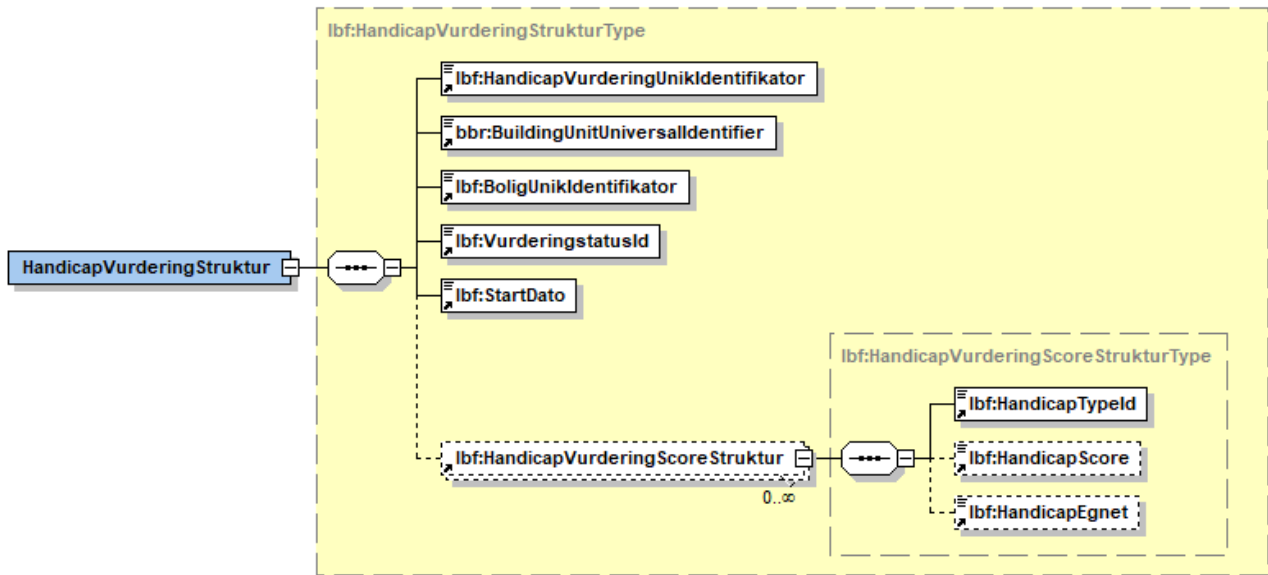 lbf:HandicapVurderingStrukturType
lbf:HandicapVurderingUnikIdentifikator
bbr:BuildingUnitUniversalIdentifier
lbf:BoligUnikIdentifikator
lbf:VurderingstatusId
HandicapVurderingStruktur
lbf:StartDato
lbf:HandicapVurderingScoreStrukturType
lbf:HandicapTypeId
lbf:HandicapVurderingScoreStruktur
lbf:HandicapScore
0..∞
lbf:HandicapEgnet